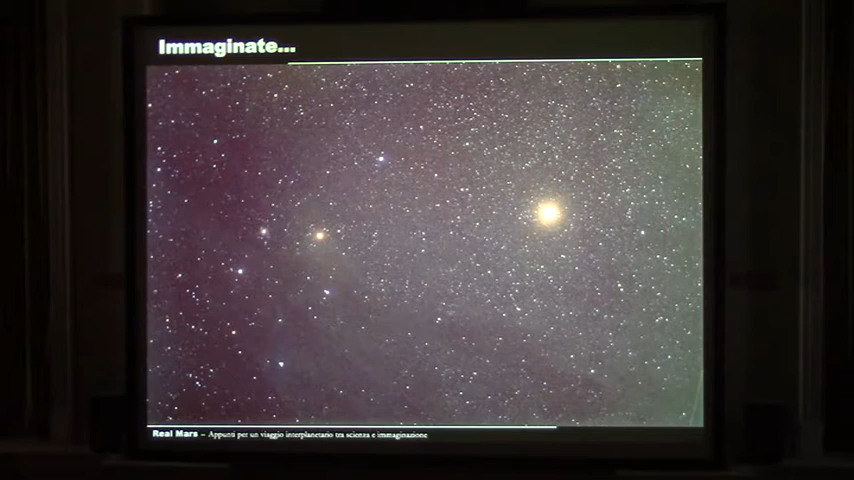 Immaginate...
Real Mars – Appunti per un viaggio interplanetario tra scienza e immaginazione